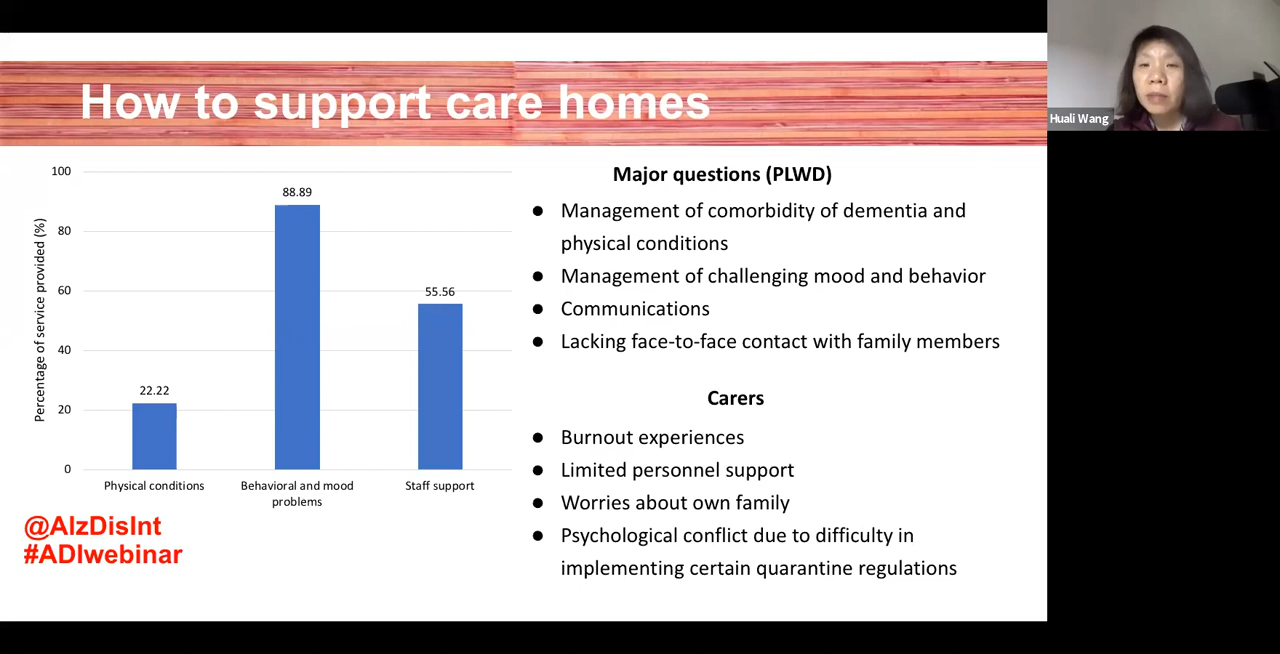 How to support care homes
Percentage of service provided (%)
100
80
60
40
20
0
22.22
88.89
55.56
Physical conditions
Behavioral and mood
problems
Staff support
@AlzDisInt
#ADIwebinar
Major questions (PLWD)
● Management of comorbidity of dementia and
physical conditions
● Management of challenging mood and behavior
● Communications
● Lacking face-to-face contact with family members
Carers
● Burnout experiences
● Limited personnel support
● Worries about own family
● Psychological conflict due to difficulty in
implementing certain quarantine regulations
Huali Wang